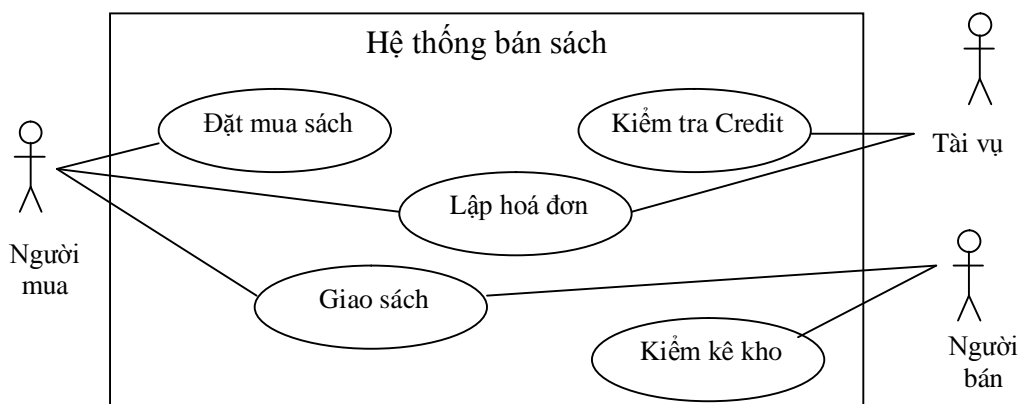 Hệ thống bán sách
Đặt mua sách
Kiểm tra Credit
Tài vụ
Lập hoá đơn
Người
mua
Giao sách
Kiểm kê kho
Người
bán